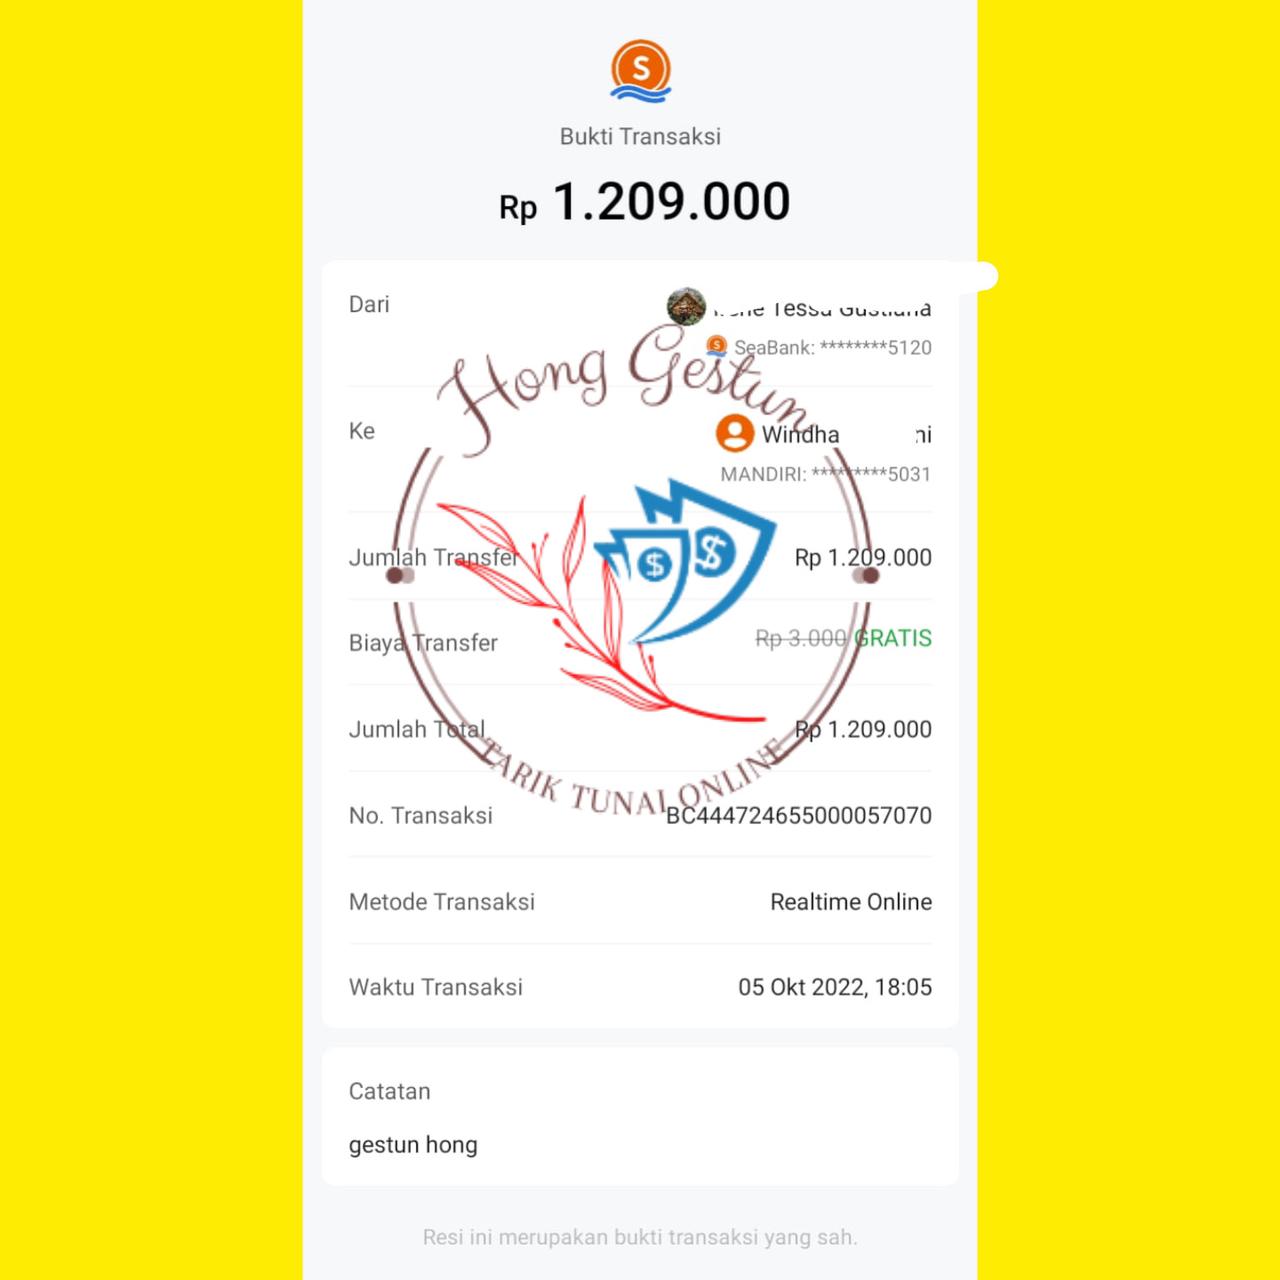 S
Bukti Transaksi
Rp 1.209.000
Dari
Tessa Gustiana
SeaBank: ********5120
Hong Gestun
Ke
Windha ni
MANDIRI: *********5031
Jumlah Transfer
Rp 1.209.000
Biaya Transfer
Rp 3.000 GRATIS
Jumlah Total
Rp 1.209.000
TARIK TUNAI ONLINE
No. Transaksi
BC444724655000057070
Metode Transaksi
Realtime Online
Waktu Transaksi
05 Okt 2022, 18:05
Catatan
gestun hong
Resi ini merupakan bukti transaksi yang sah.